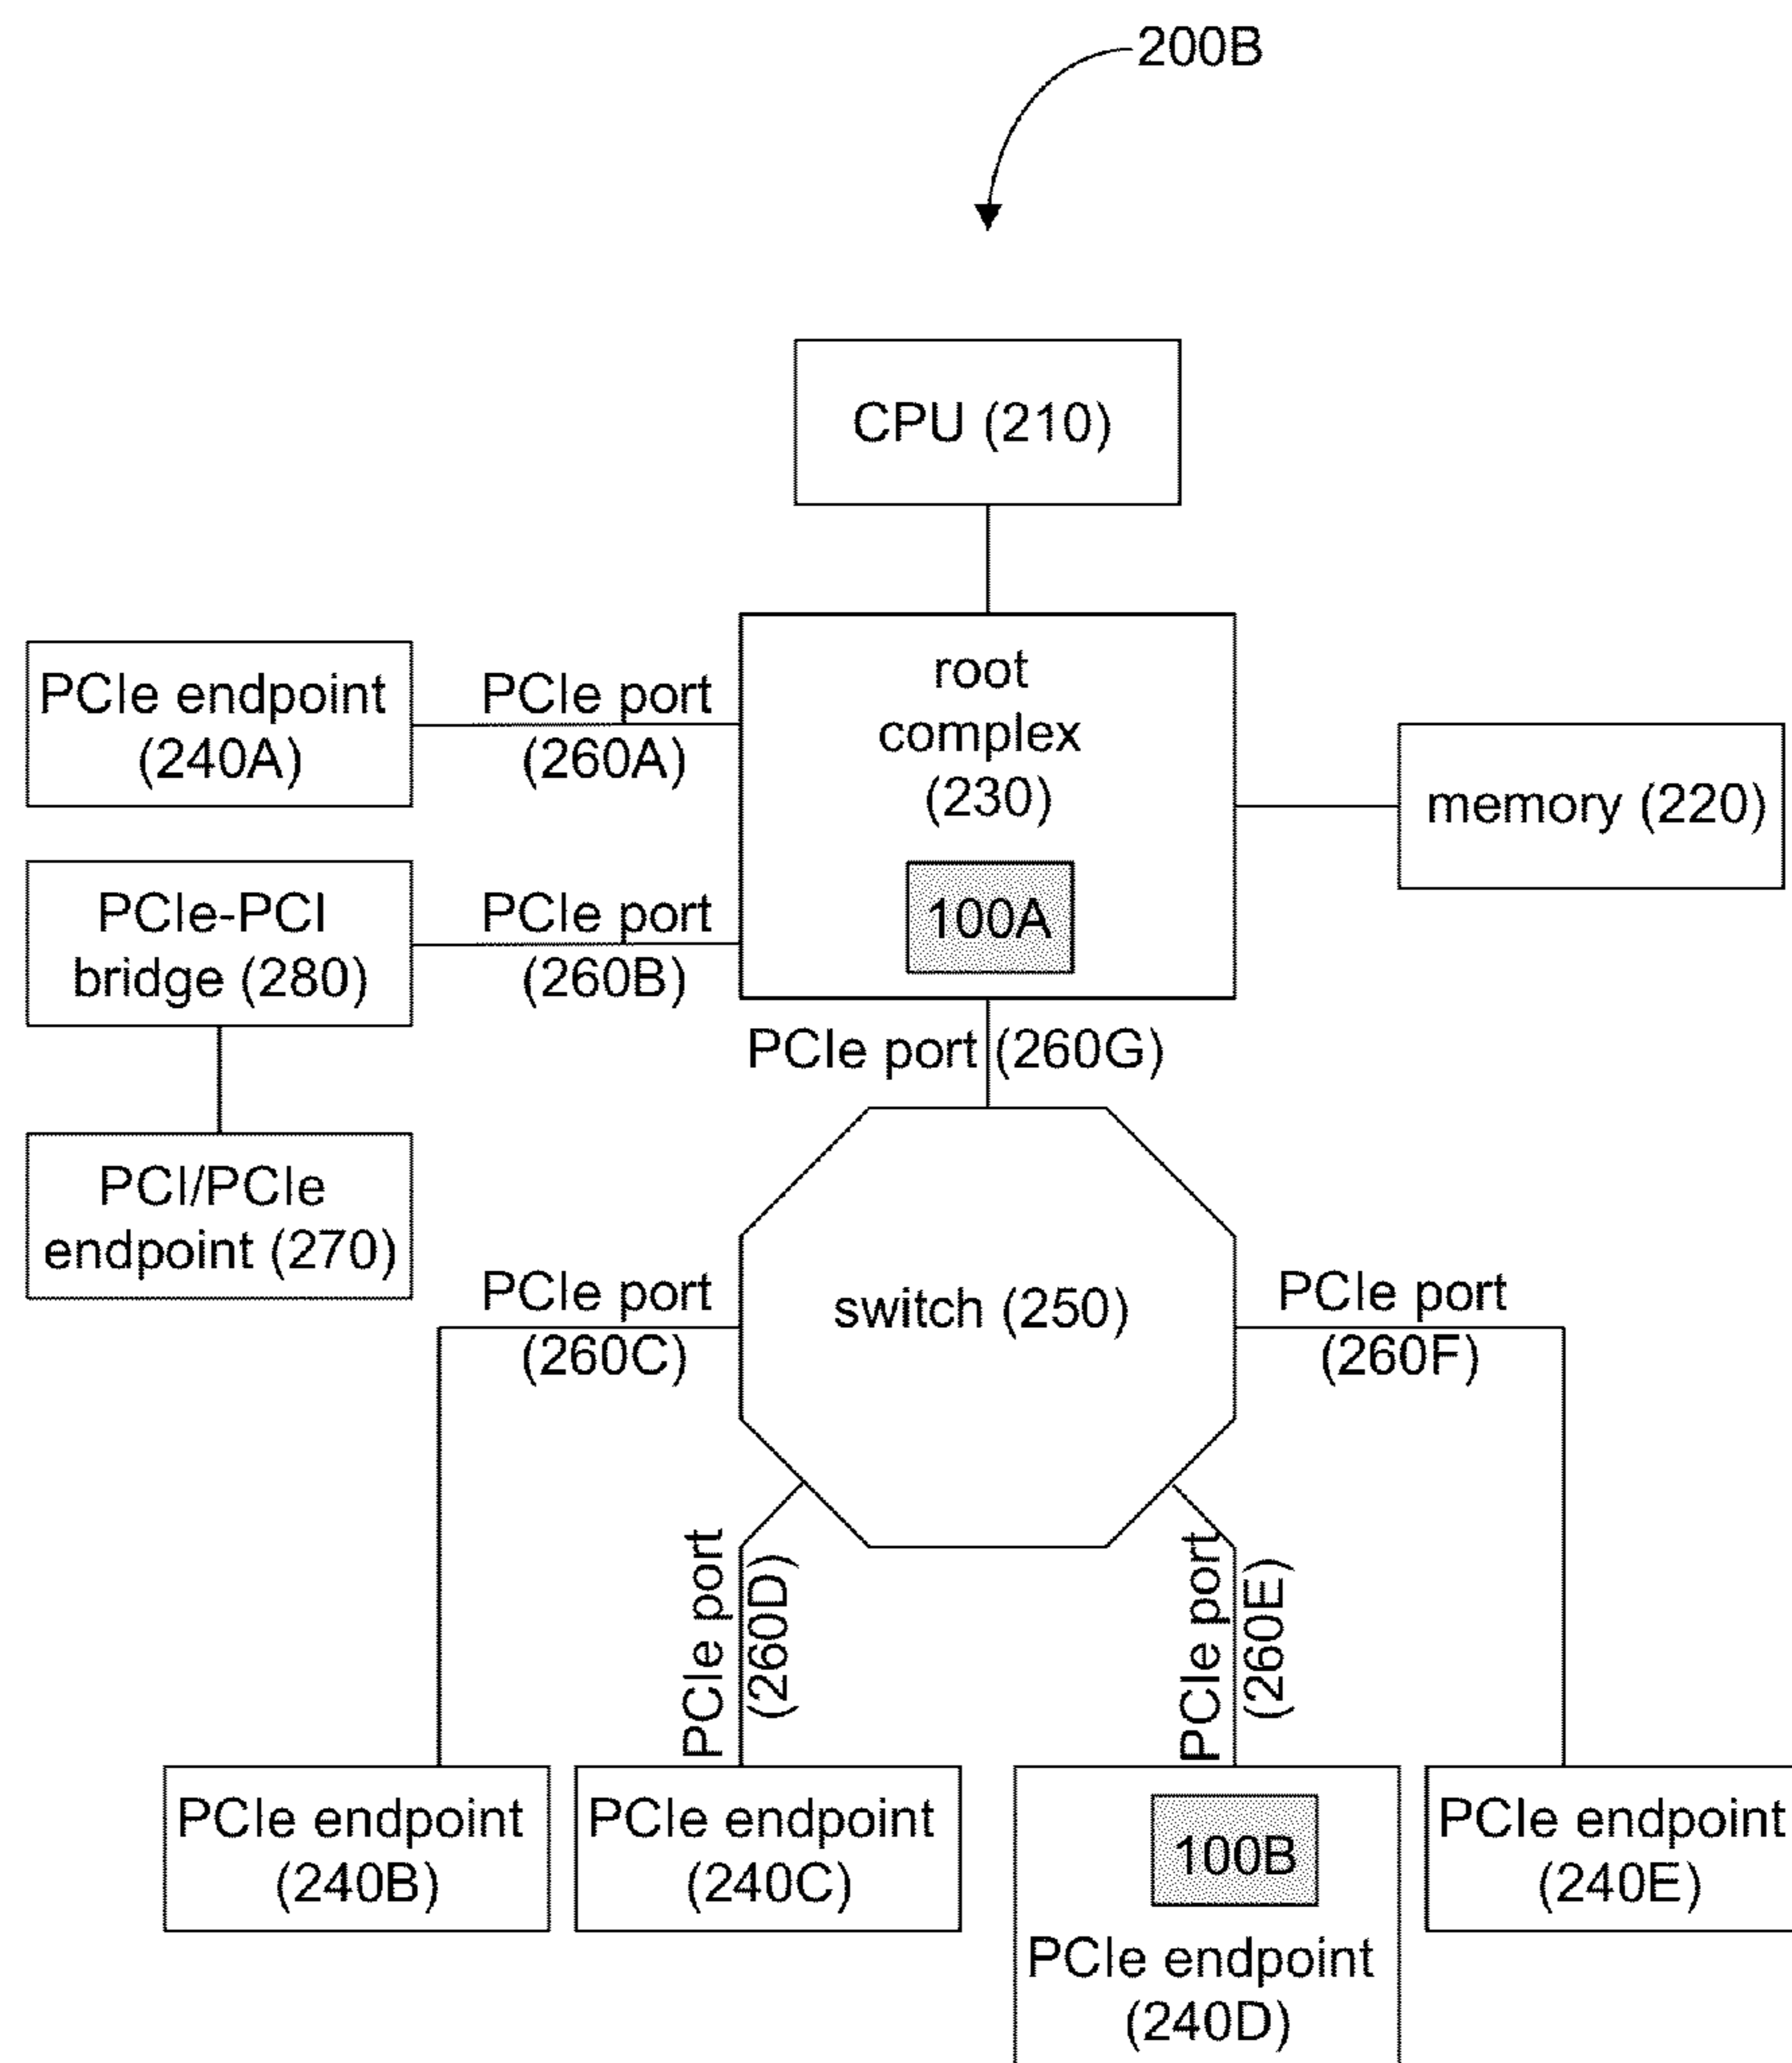 200B
CPU (210)
root
complex
(230)
100A
PCIe endpoint
(240A)
PCIe port
(260A)
memory (220)
PCIe-PCI
bridge (280)
PCIe port
(260B)
PCIe port (260G)
PCI/PCIe
endpoint (270)
switch (250)
PCIe port
(260C)
PCIe port
(260F)
PCIe port
(260D)
PCIe port
(260E)
PCIe endpoint
(240B)
PCIe endpoint
(240C)
100B
PCIe endpoint
(240D)
PCIe endpoint
(240E)